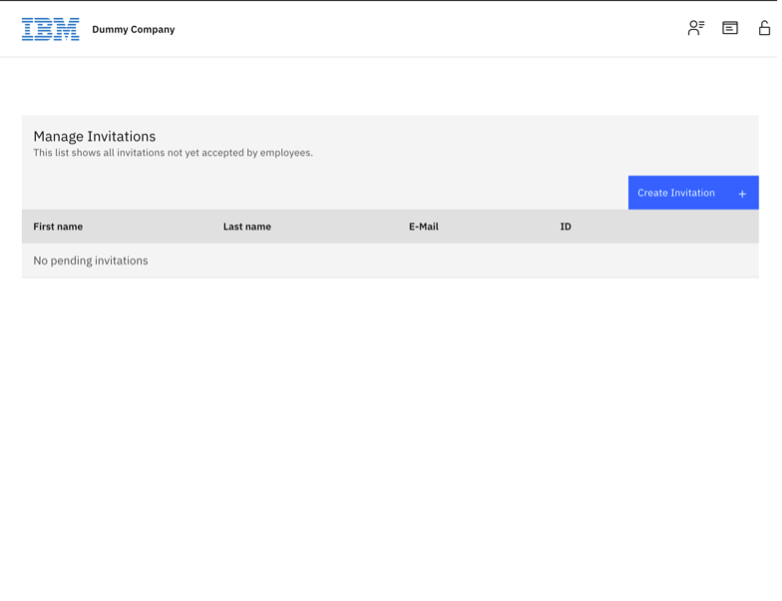 IBM Dummy Company
Manage Invitations
This list shows all invitations not yet accepted by employees.
Create Invitation +
First name Last name E-Mail ID
No pending invitations